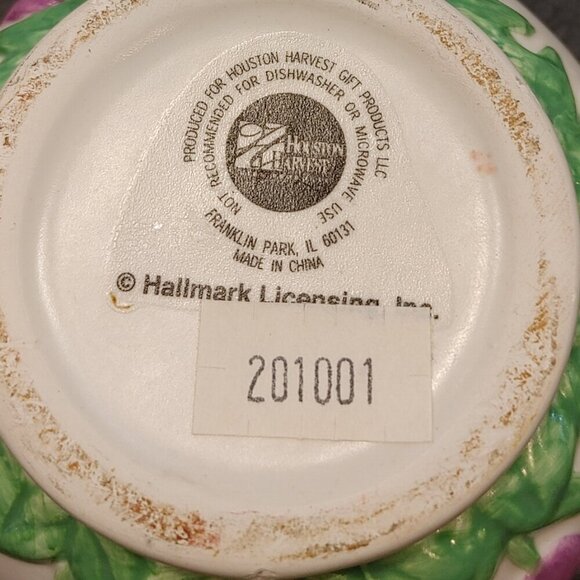 PRODUCED FOR HOUSTON HARVEST GIFT PRODUCTS LLC
NOT RECOMMENDED FOR DISHWASHER OR MICROWAVE USE.
HOUSTON
HARVEST
FRANKLIN PARK, IL 60131
MADE IN CHINA
© Hallmark Licensing, Inc.
201001